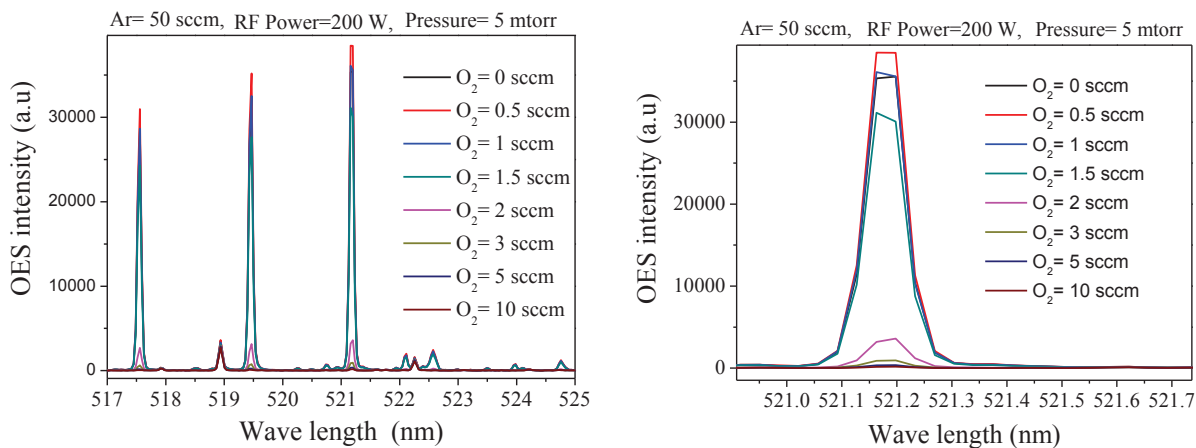 Ar= 50 sccm, RF Power=200 W, Pressure= 5 mtorr
OES intensity (a.u)
30000
20000
10000
0
O2= 0 sccm
O2= 0.5 sccm
O2= 1 sccm
O2= 1.5 sccm
O2= 2 sccm
O2= 3 sccm
O2= 5 sccm
O2= 10 sccm
517 518 519 520 521 522 523 524 525
Wave length (nm)
Ar= 50 sccm, RF Power=200 W, Pressure= 5 mtorr
OES intensity (a.u)
30000
20000
10000
0
O2= 0 sccm
O2= 0.5 sccm
O2= 1 sccm
O2= 1.5 sccm
O2= 2 sccm
O2= 3 sccm
O2= 5 sccm
O2= 10 sccm
521.0 521.1 521.2 521.3 521.4 521.5 521.6 521.7
Wave length (nm)